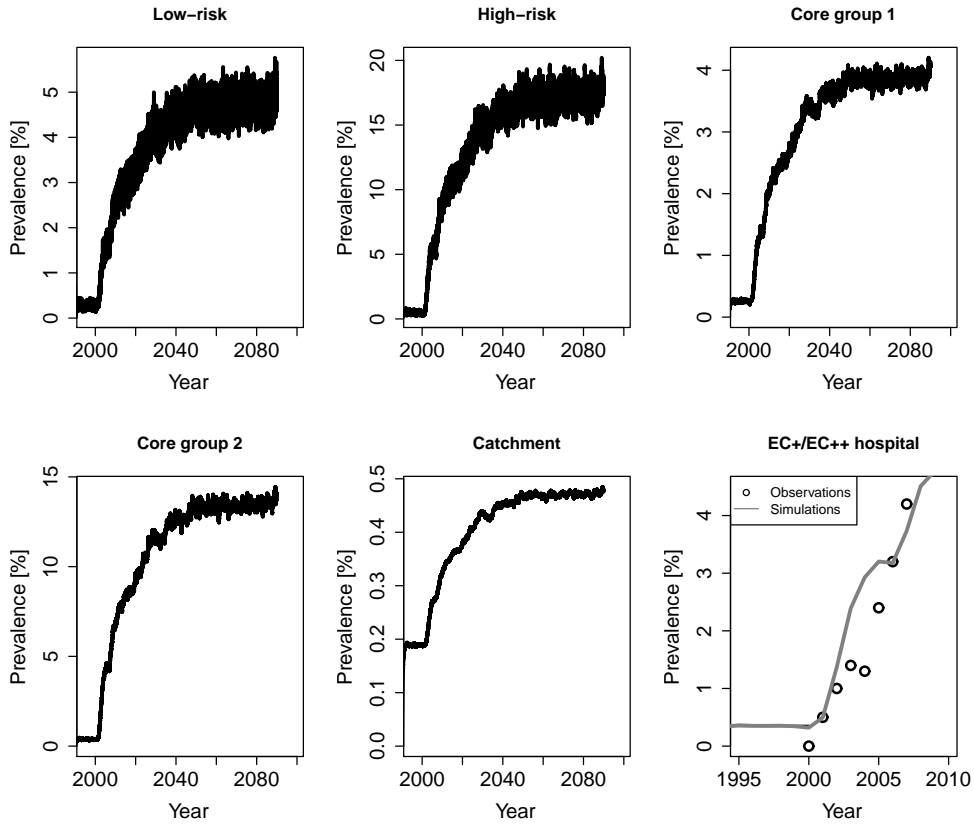 Low−risk
High−risk
Core group 1
Prevalence [%]
0 1 2 3 4 5
2000 2040 2080
Year
Prevalence [%]
0 5 10 15 20
2000 2040 2080
Year
Prevalence [%]
0 1 2 3 4
2000 2040 2080
Year
Core group 2
Catchment
EC+/EC++ hospital
Prevalence [%]
0 5 10 15
2000 2040 2080
Year
Prevalence [%]
0.0 0.1 0.2 0.3 0.4 0.5
2000 2040 2080
Year
Prevalence [%]
0 1 2 3 4
Observations
Simulations
1995 2000 2005 2010
Year